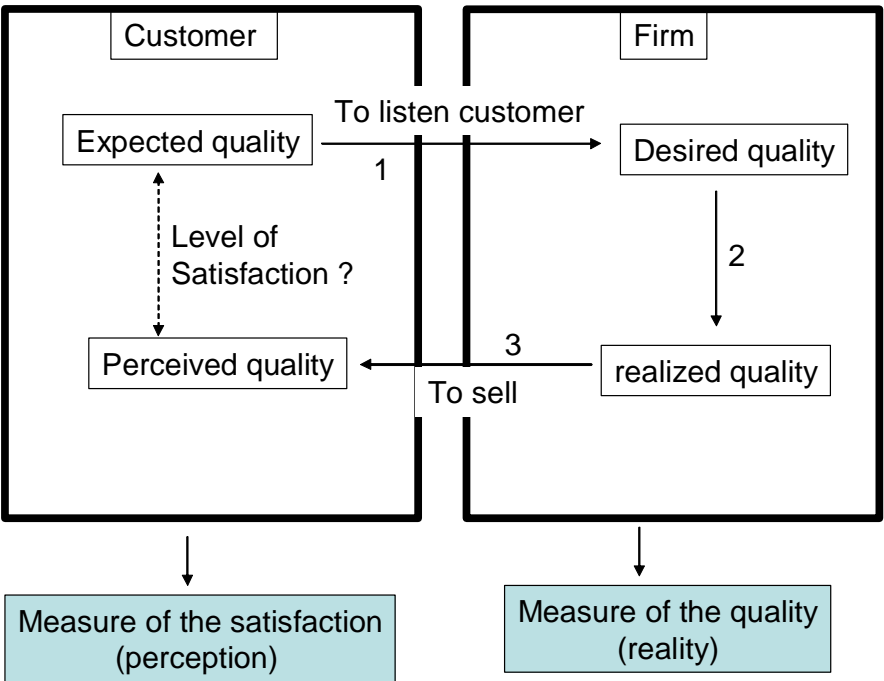 Customer
Firm
To listen customer
Expected quality
1
Desired quality
Level of
Satisfaction ?
2
3
Perceived quality
realized quality
To sell
Measure of the satisfaction
(perception)
Measure of the quality
(reality)